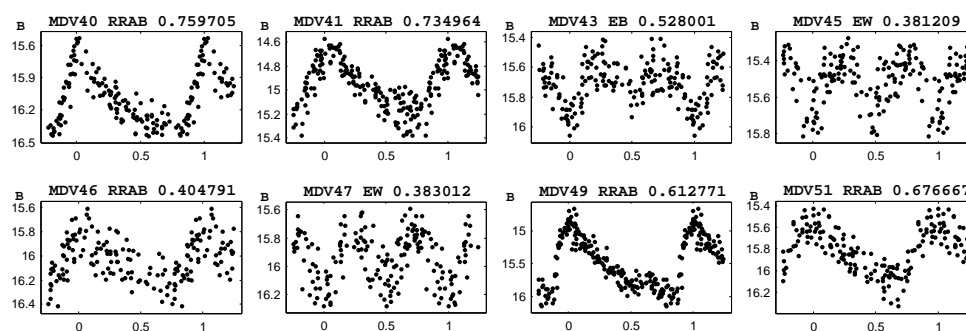 B MDV40 RRAB 0.759705
15.6
15.9
16.2
16.5
0 0.5 1
B MDV41 RRAB 0.734964
14.6
14.8
15
15.2
15.4
0 0.5 1
B MDV43 EB 0.528001
15.4
15.6
15.8
16
0 0.5 1
B MDV45 EW 0.381209
15.4
15.6
15.8
0 0.5 1
B MDV46 RRAB 0.404791
15.6
15.8
16
16.2
16.4
0 0.5 1
B MDV47 EW 0.383012
15.8
16
16.2
0 0.5 1
B MDV49 RRAB 0.612771
15
15.5
16
0 0.5 1
B MDV51 RRAB 0.676667
15.4
15.6
15.8
16
16.2
0 0.5 1